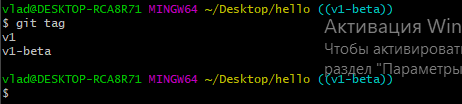 vlad@DESKTOP-RCA8R71 MINGW64 ~/Desktop/hello ((v1-beta))
$ git tag
v1
v1-beta
Активация Win
Чтобы активироват
раздел "Параметры
vlad@DESKTOP-RCA8R71 MINGW64 ~/Desktop/hello ((v1-beta))
$